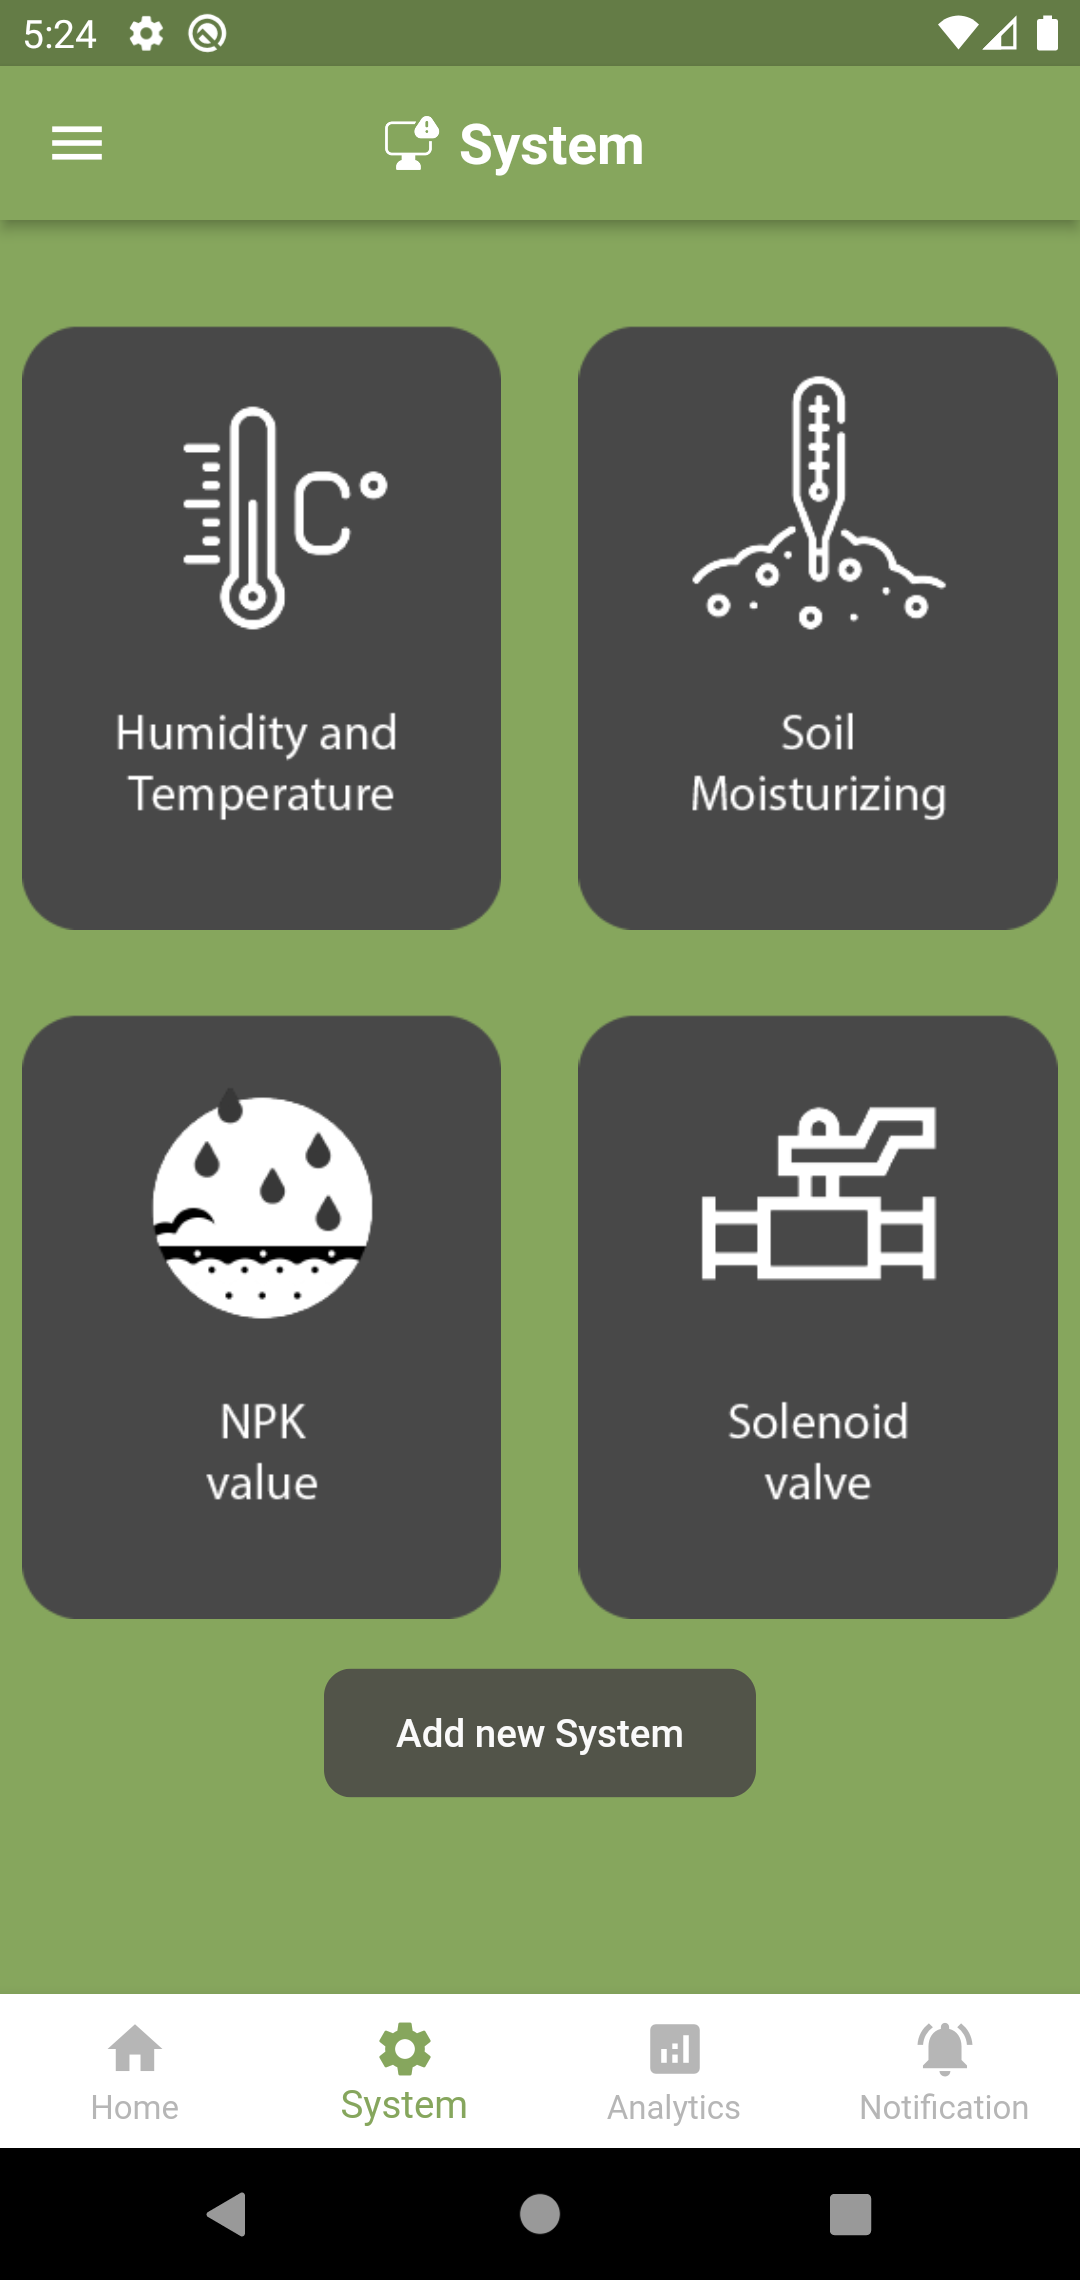 5:24
System
Humidity and
Temperature
Soil
Moisturizing
C°
NPK
value
Solenoid
valve
Add new System
Home
System
Analytics
Notification